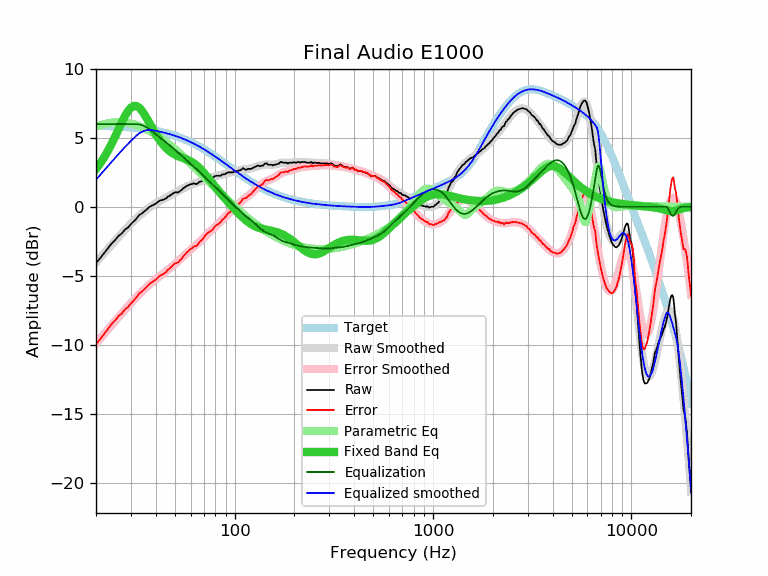 Final Audio E1000
10
5
0
−5
−10
−15
−20
Amplitude (dBr)
Target
Raw Smoothed
Error Smoothed
Raw
Error
Parametric Eq
Fixed Band Eq
Equalization
Equalized smoothed
100
1000
10000
Frequency (Hz)